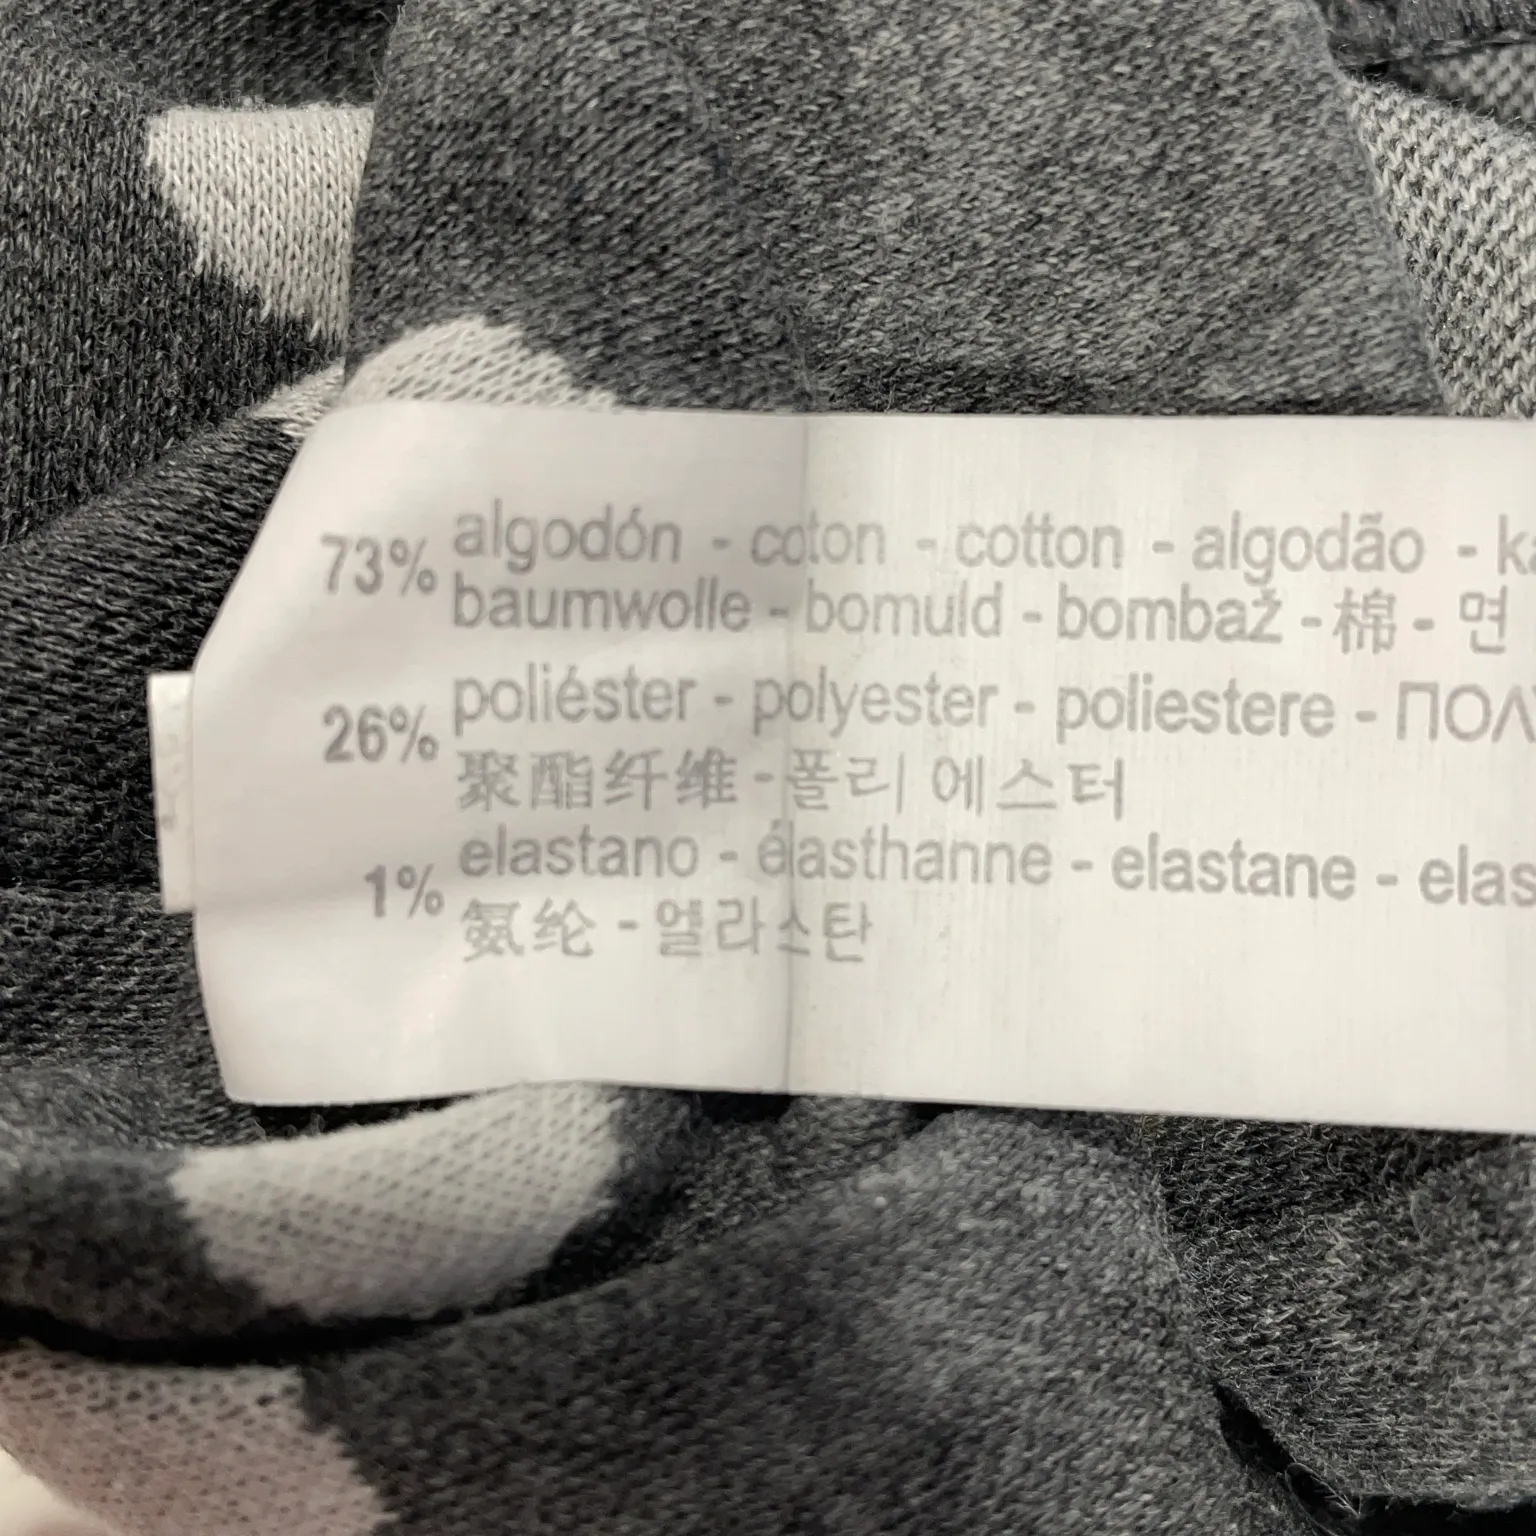 73% algodón - coton - cotton - algodão -
baumwolle - bomuld - bombaž - 棉 - 면
26% poliéster - polyester - poliestere -
聚酯纤维 - 폴리 에스터
1% elastano - élasthanne - elastane -
氨纶 - 엘라스탄